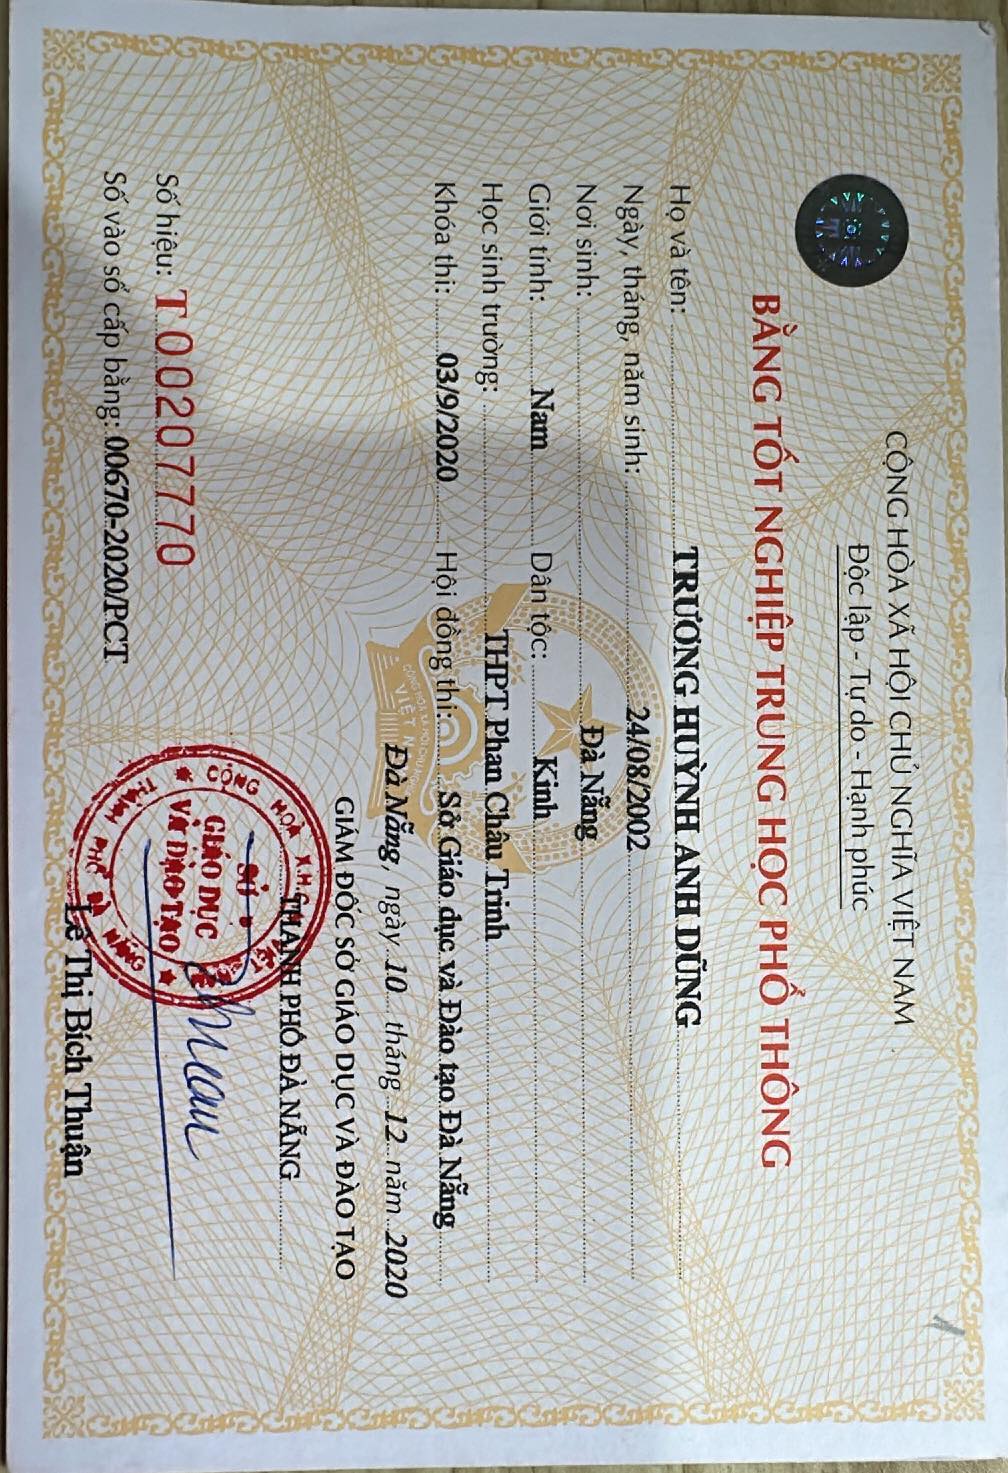 CỘNG HÒA XÃ HỘI CHỦ NGHĨA VIỆT NAM
Độc lập - Tự do - Hạnh phúc
BẰNG TỐT NGHIỆP TRUNG HỌC PHỔ THÔNG
Họ và tên: TRƯƠNG HUỲNH ANH DŨNG
Ngày, tháng, năm sinh: 24/08/2002
Nơi sinh: Đà Nẵng
Giới tính: Nam Dân tộc: Kinh
Học sinh trường: THPT Phan Châu Trinh
Khóa thi: 03/9/2020 Hội đồng thi: Sở Giáo dục và Đào tạo Đà Nẵng
Đà Nẵng, ngày 10 tháng 12 năm 2020
GIÁM ĐỐC SỞ GIÁO DỤC VÀ ĐÀO TẠO
THÀNH PHỐ ĐÀ NẴNG
SỞ
GIÁO DỤC
VÀ ĐÀO TẠO
CỘNG HÒA X.H.C.N VIỆT
THÀNH PHỐ ĐÀ NẴNG
Số hiệu: T 00207770
Số vào sổ cấp bằng: 00670-2020/PCT
Lê Thị Bích Thuận